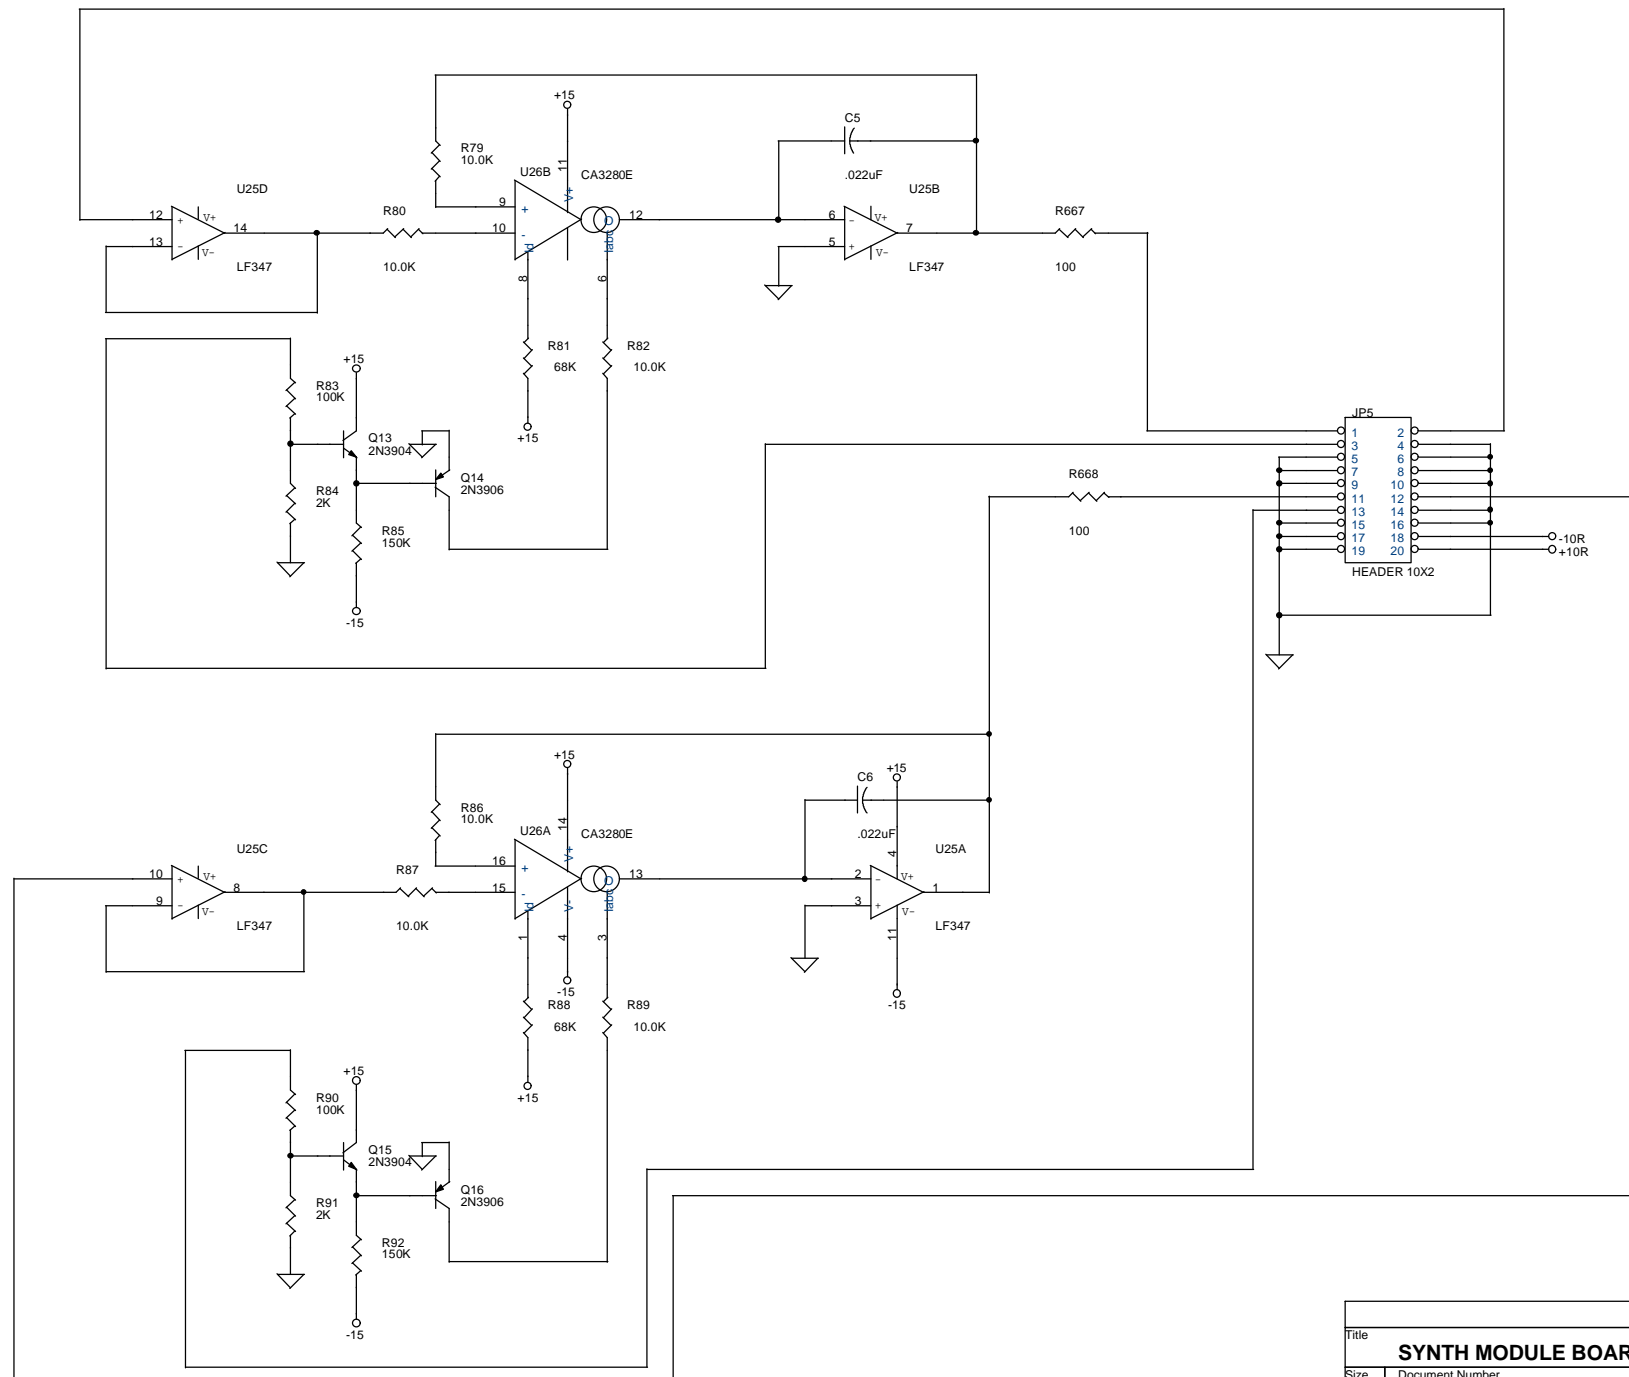 +15
C5
.022uF
R79
10.0K
11
U26B
CA3280E
V+
U25D
12
+
V+
14
13
-
V-
LF347
R80
10.0K
9
+
10
-
Id
Iabc
O
12
8
6
U25B
6
-
V+
7
5
+
V-
LF347
R667
100
R81
68K
+15
R82
10.0K
R83
100K
+15
Q13
2N3904
R84
2K
Q14
2N3906
R85
150K
-15
JP5
1 2
3 4
5 6
7 8
9 10
11 12
13 14
15 16
17 18
19 20
HEADER 10X2
-10R
+10R
R668
100
+15
C6
.022uF
+15
R86
10.0K
14
U26A
CA3280E
V+
U25C
10
+
V+
8
9
-
V-
LF347
R87
10.0K
16
+
15
-
Id
V-
Iabc
O
13
1
4
3
4
U25A
2
-
V+
1
3
+
V-
11
LF347
-15
-15
R88
68K
+15
R89
10.0K
R90
100K
+15
Q15
2N3904
R91
2K
Q16
2N3906
R92
150K
-15
Title
SYNTH MODULE BOAR
Size
Document Number